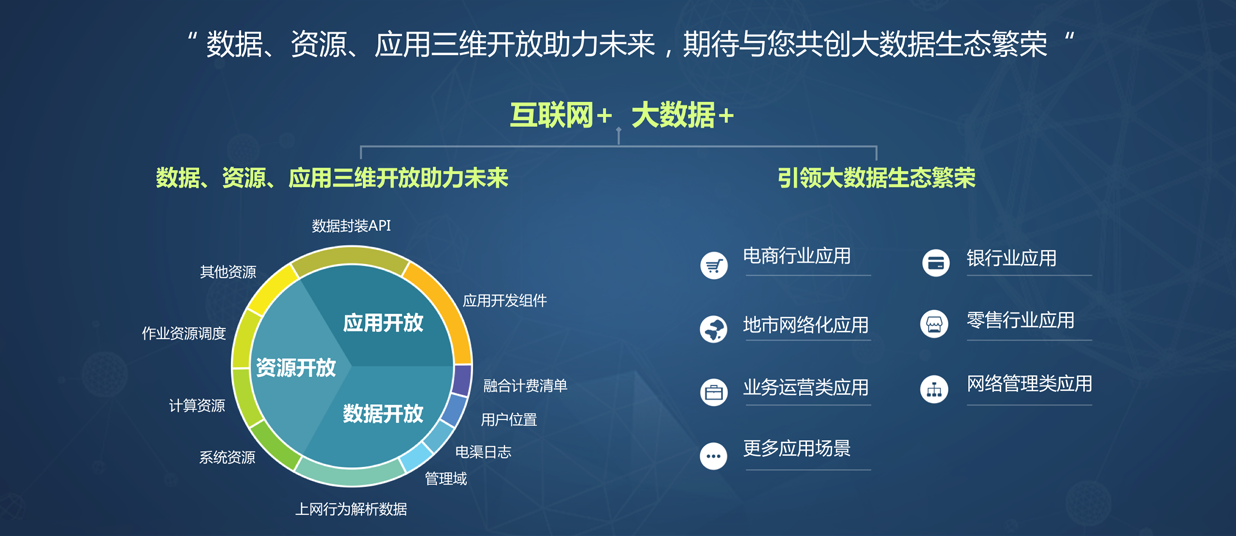 “ 数据、资源、应用三维开放助力未来，期待与您共创大数据生态繁荣 “
互联网+ 大数据+
数据、资源、应用三维开放助力未来
引领大数据生态繁荣
数据封装API
其他资源
应用开发组件
作业资源调度
应用开放
资源开放
数据开放
融合计费清单
计算资源
用户位置
电渠日志
系统资源
管理域
上网行为解析数据
电商行业应用
银行业应用
地市网络化应用
零售行业应用
业务运营类应用
网络管理类应用
更多应用场景